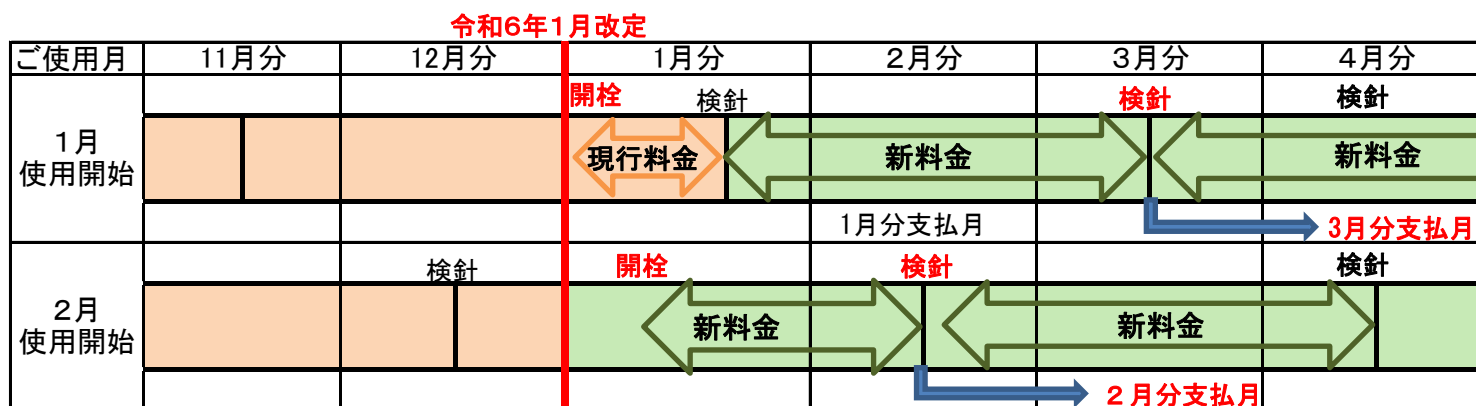 令和6年1月改定
ご使用月 11月分 12月分 1月分 2月分 3月分 4月分
開栓 検針 検針 検針
1月
使用開始
現行料金 新料金 新料金
1月分支払月 3月分支払月
検針 開栓 検針 検針
2月
使用開始
新料金 新料金
2月分支払月